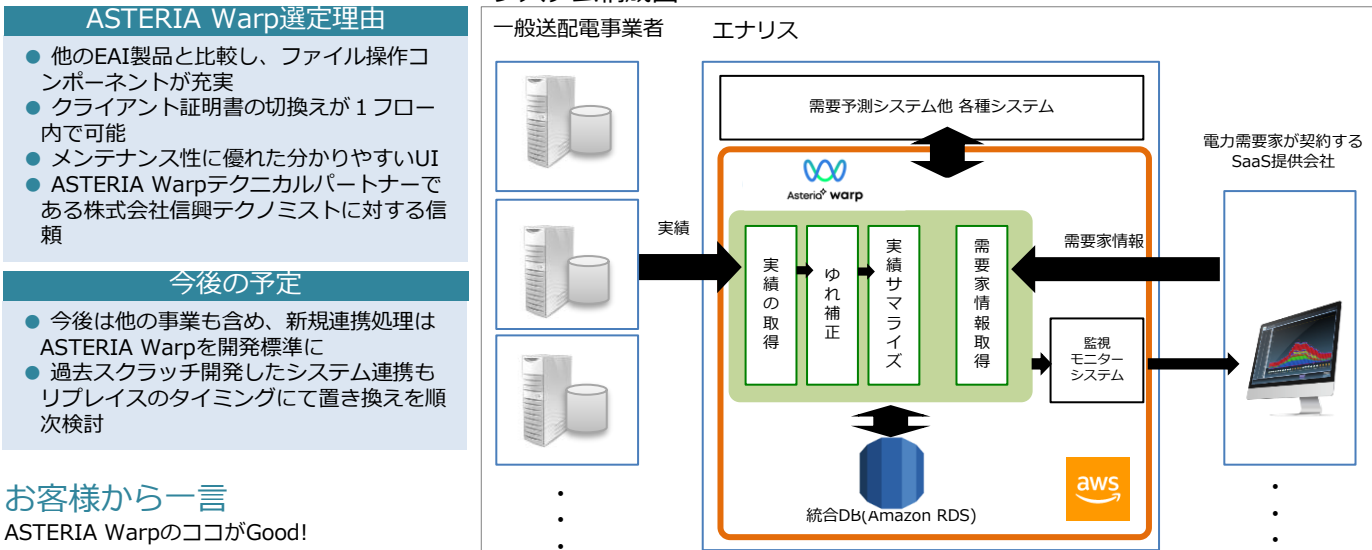 ASTERIA Warp選定理由
● 他のEAI製品と比較し、ファイル操作コ
ンポーネントが充実
● クライアント証明書の切換えが１フロー
内で可能
● メンテナンス性に優れた分かりやすいUI
● ASTERIA Warpテクニカルパートナーで
ある株式会社信興テクノミストに対する信
頼
今後の予定
● 今後は他の事業も含め、新規連携処理は
ASTERIA Warpを開発標準に
● 過去スクラッチ開発したシステム連携も
リプレイスのタイミングにて置き換えを順
次検討
お客様から一言
ASTERIA WarpのココがGood!
一般送配電事業者
エナリス
需要予測システム他 各種システム
電力需要家が契約する
SaaS提供会社
Asteria warp
実績
需要家情報
実績の取得
ゆれ補正
実績サマライズ
需要家情報取得
監視
モニター
システム
統合DB(Amazon RDS)
aws
・
・
・
・
・
・